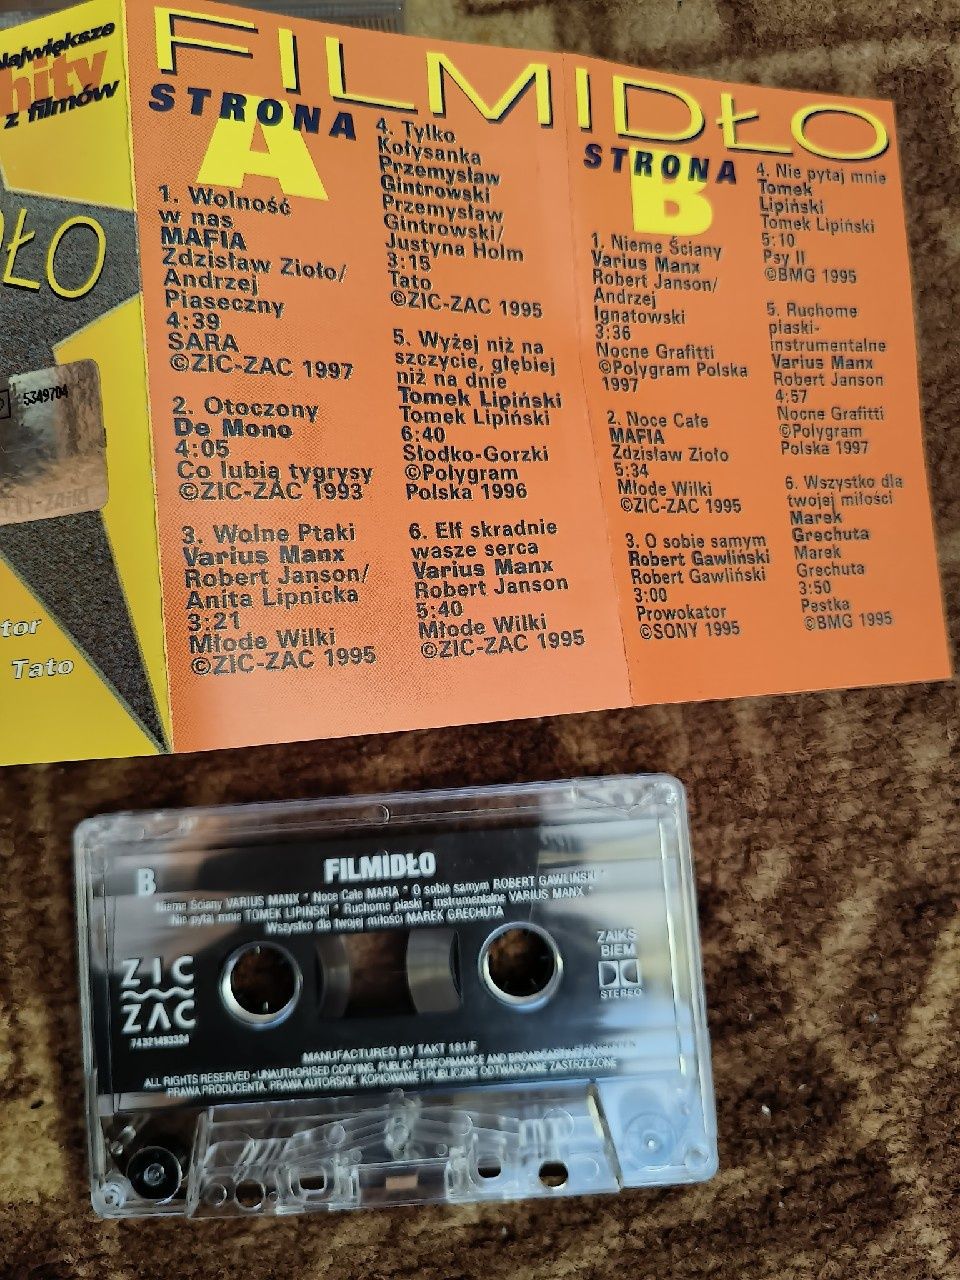 Największe
hity
z filmów
FILMIDŁO
STRONA
A
1. Wolność
w nas
MAFIA
Zdzisław Zioło/
Andrzej
Piaseczny
4:39
SARA
©ZIC-ZAC 1997
2. Otoczony
De Mono
4:05
Co lubią tygrysy
©ZIC-ZAC 1993
3. Wolne Ptaki
Varius Manx
Robert Janson/
Anita Lipnicka
3:21
Młode Wilki
©ZIC-ZAC 1995
4. Tylko
Kołysanka
Przemysław
Gintrowski
Przemysław
Gintrowski/
Justyna Holm
3:15
Tato
©ZIC-ZAC 1995
5. Wyżej niż na
szczycie, głębiej
niż na dnie
Tomek Lipiński
Tomek Lipiński
6:40
Słodko-Gorzki
©Polygram
Polska 1996
6. Elf skradnie
wasze serca
Varius Manx
Robert Janson
5:40
Młode Wilki
©ZIC-ZAC 1995
STRONA
B
1. Nieme Ściany
Varius Manx
Robert Janson/
Andrzej
Ignatowski
3:36
Nocne Grafitti
©Polygram Polska
1997
2. Noce Całe
MAFIA
Zdzisław Zioło
5:34
Młode Wilki
©ZIC-ZAC 1995
3. O sobie samym
Robert Gawliński
Robert Gawliński
3:00
Prowokator
©SONY 1995
4. Nie pytaj mnie
Tomek
Lipiński
Tomek Lipiński
5:10
Psy II
©BMG 1995
5. Ruchome
piaski-
instrumentalne
Varius Manx
Robert Janson
4:57
Nocne Grafitti
©Polygram
Polska 1997
6. Wszystko dla
twojej miłości
Marek
Grechuta
Marek
Grechuta
3:50
Pestka
©BMG 1995
ŁO
5349704
tor
Tato
B
FILMIDŁO
Nieme Ściany VARIUS MANX * Noce Całe MAFIA * O sobie samym ROBERT GAWLIŃSKI *
Nie pytaj mnie TOMEK LIPIŃSKI * Ruchome piaski - instrumentalne VARIUS MANX *
Wszystko dla twojej miłości MAREK GRECHUTA
ZIC
ZAC
74321493324
ZAIKS
BIEM
STEREO
MANUFACTURED BY TAKT 181/F
ALL RIGHTS RESERVED - UNAUTHORISED COPYING, PUBLIC PERFORMANCE AND BROADCASTING
PRAWA PRODUCENTA, PRAWA AUTORSKIE, KOPIOWANIE I PUBLICZNE ODTWARZANIE ZASTRZEŻONE